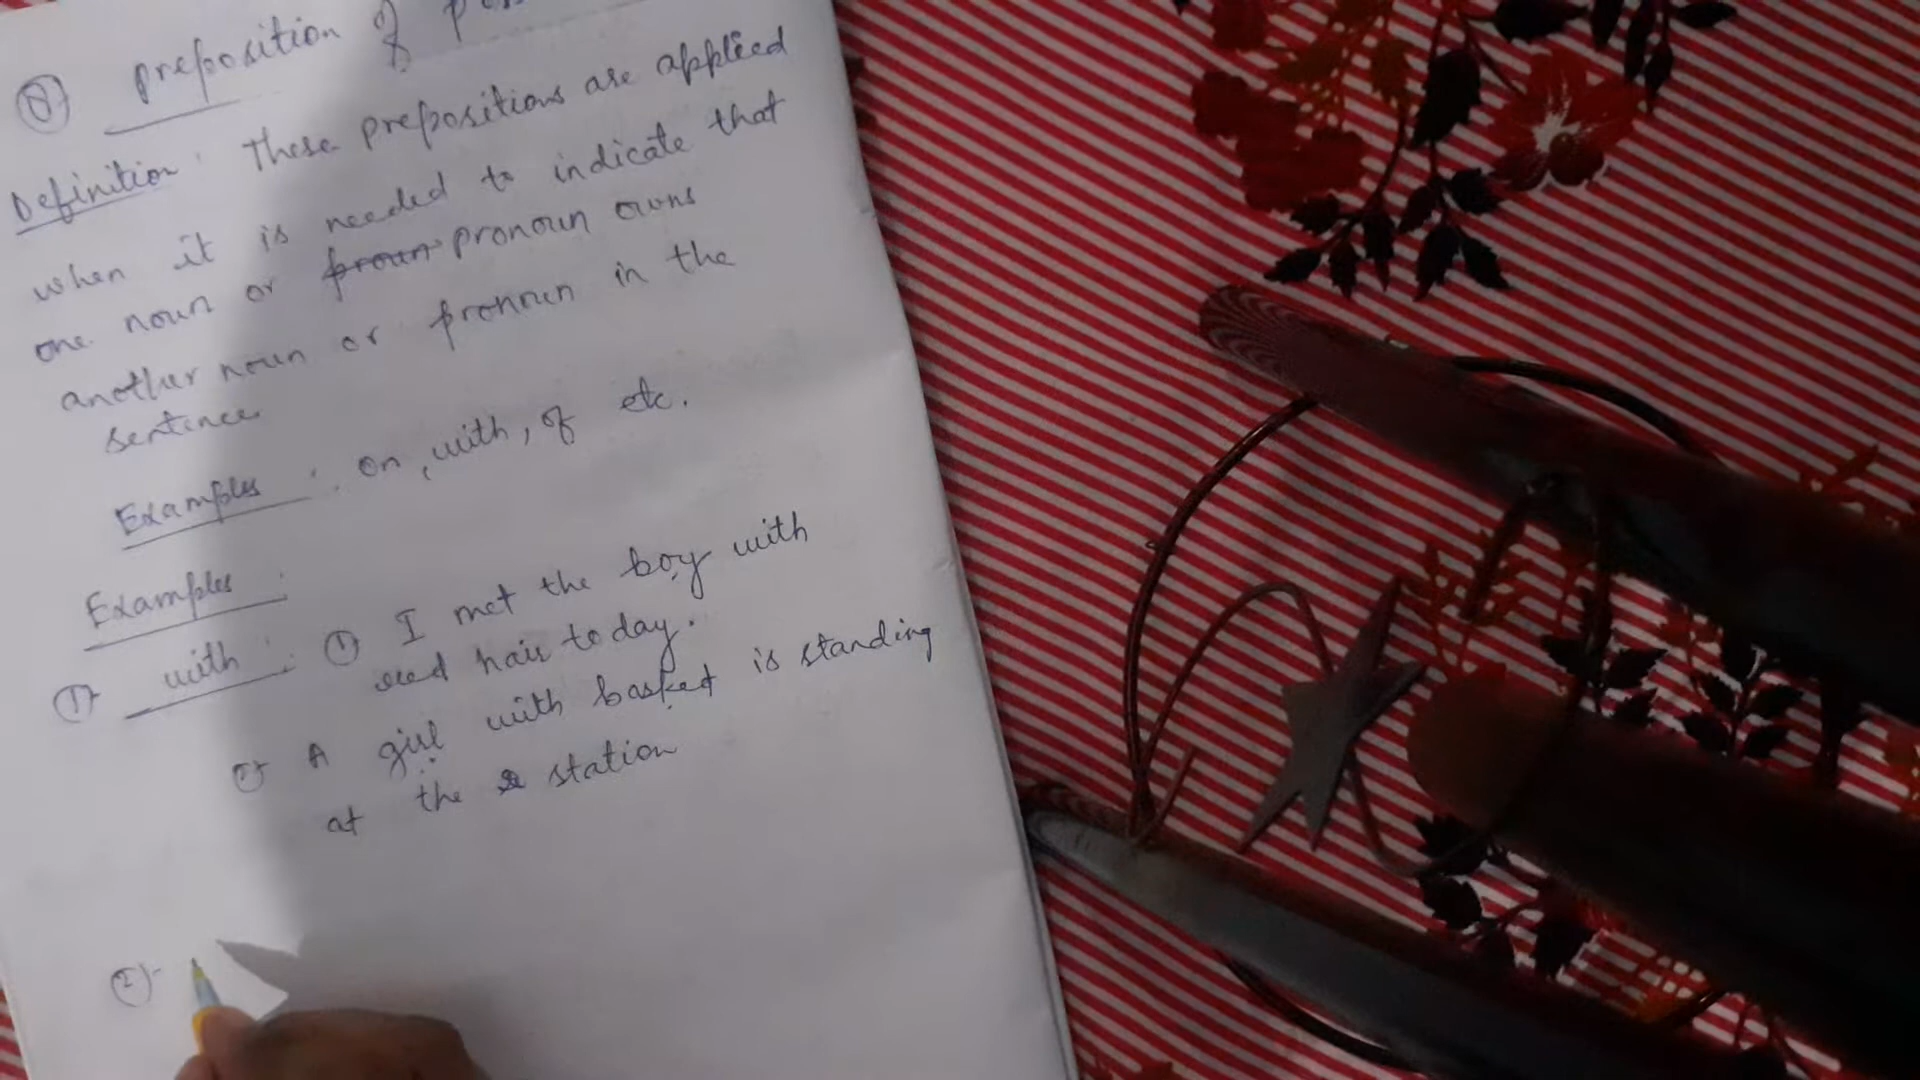 preposition of
Definition: These prepositions are applied
when it is needed to indicate that
one noun or proun pronoun owns
another noun or pronoun in the
sentence
Examples: on, with, of etc.
Examples:
① with: ① I met the boy with
red hair today.
② A girl with basket is standing
at the station
②